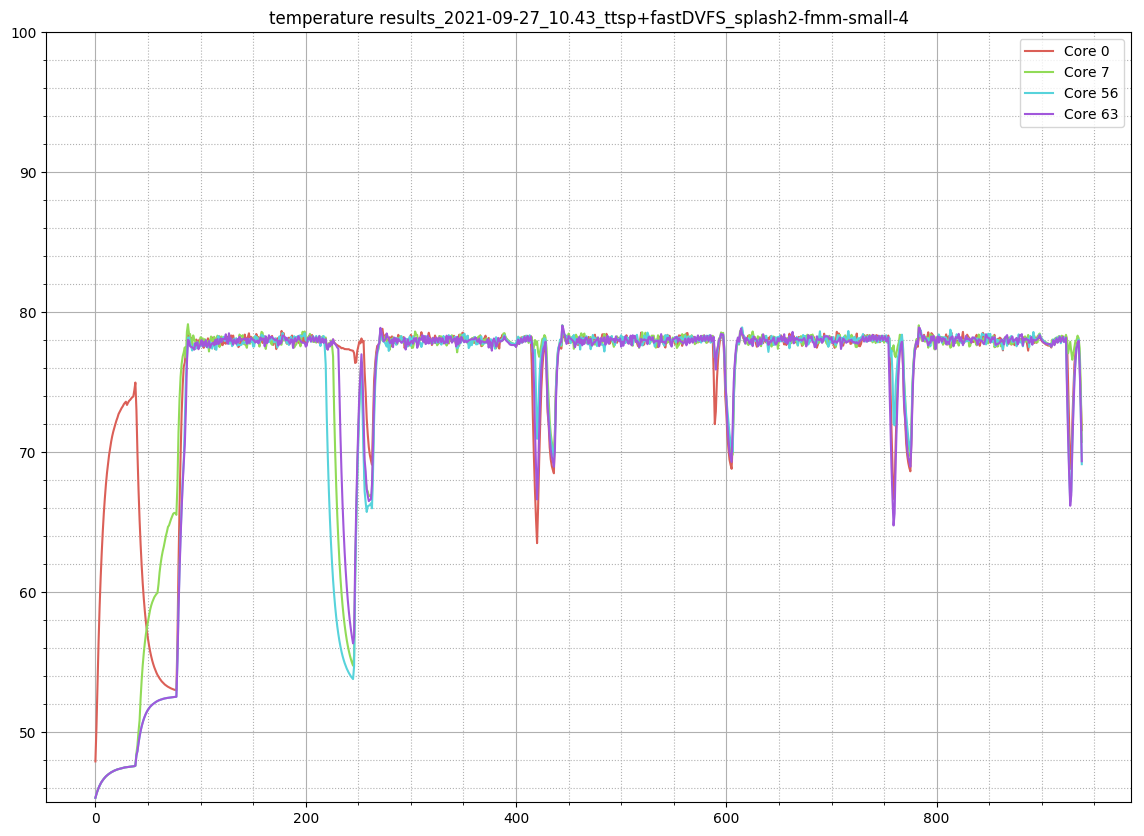 temperature results_2021-09-27_10.43_ttsp+fastDVFS_splash2-fmm-small-4
100
90
80
70
60
50
0
200
400
600
800
Core 0
Core 7
Core 56
Core 63